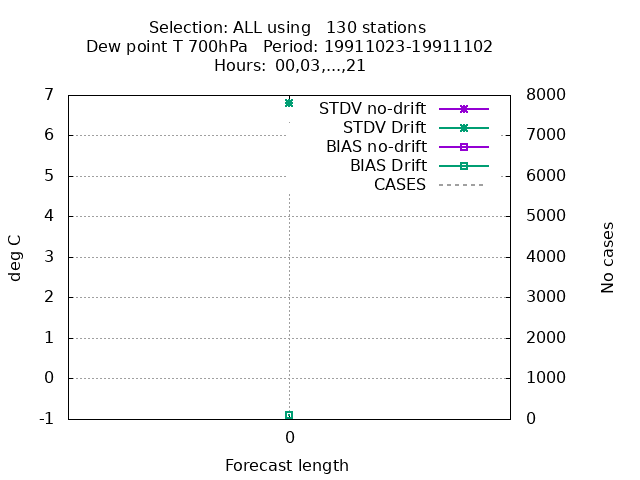 Selection: ALL using   130 stations
Dew point T 700hPa   Period: 19911023-19911102
Hours: 00,03,...,21
7
8000
STDV no-drift
6
7000
STDV Drift
BIAS no-drift
BIAS Drift
5
6000
CASES
4
5000
3
4000
2
3000
1
2000
0
1000
-1
0
deg C
No cases
0
Forecast length